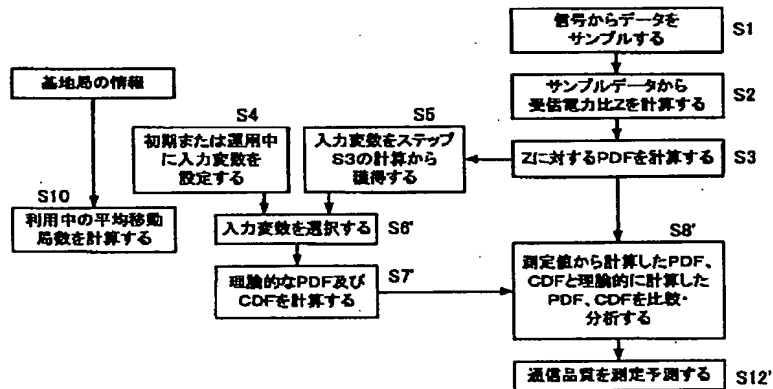 信号からデータを
サンプルする
S1
基地局の情報
サンプルデータから
受信電力比Zを計算する
S2
S4
初期または運用中
に入力変数を
設定する
S5
入力変数をステップ
S3の計算から
獲得する
Zに対するPDFを計算する
S3
S10
利用中の平均移動
局数を計算する
入力変数を選択する
S6'
S8'
理論的なPDF及び
CDFを計算する
S7'
測定値から計算したPDF、
CDFと理論的に計算した
PDF、CDFを比較・
分析する
通信品質を測定予測する
S12'